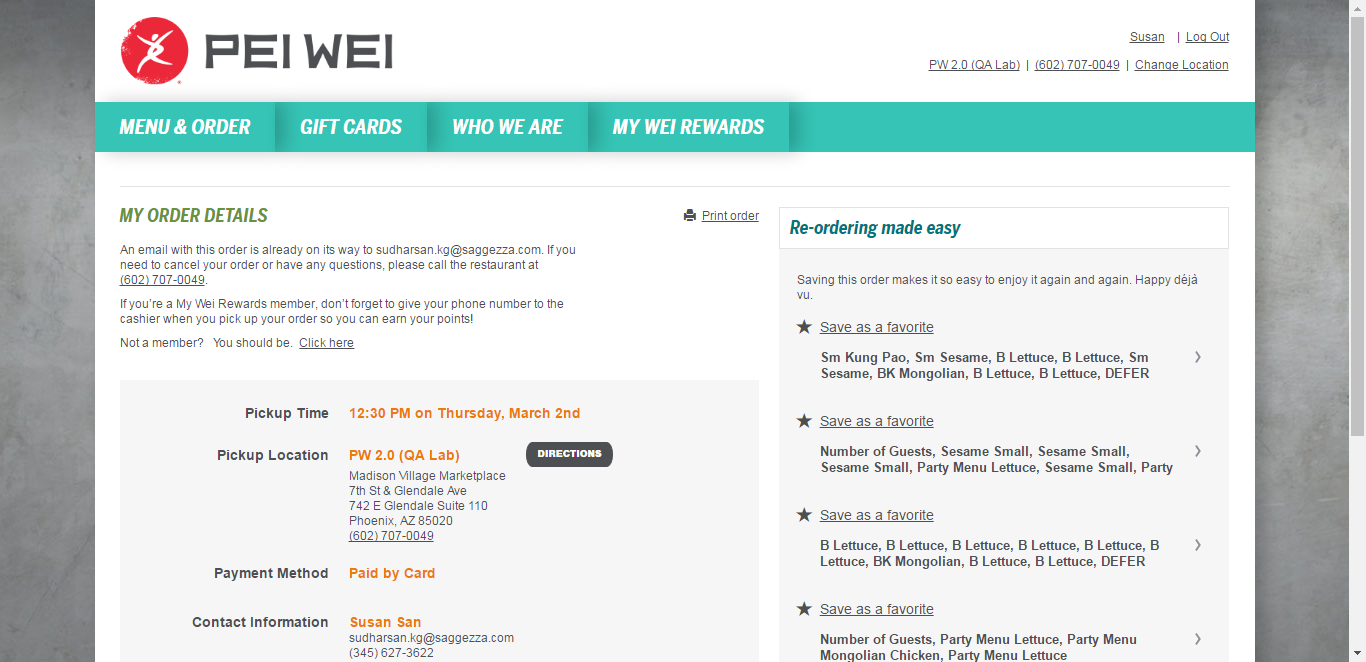 PEI WEI
Susan | Log Out
PW 2.0 (QA Lab) | (602) 707-0049 | Change Location
MENU & ORDER
GIFT CARDS
WHO WE ARE
MY WEI REWARDS
MY ORDER DETAILS
Print order
An email with this order is already on its way to sudharsan.kg@saggezza.com. If you
need to cancel your order or have any questions, please call the restaurant at
(602) 707-0049.
If you're a My Wei Rewards member, don't forget to give your phone number to the
cashier when you pick up your order so you can earn your points!
Not a member? You should be. Click here
Pickup Time 12:30 PM on Thursday, March 2nd
Pickup Location PW 2.0 (QA Lab) DIRECTIONS
Madison Village Marketplace
7th St & Glendale Ave
742 E Glendale Suite 110
Phoenix, AZ 85020
(602) 707-0049
Payment Method Paid by Card
Contact Information Susan San
sudharsan.kg@saggezza.com
(345) 627-3622
Re-ordering made easy
Saving this order makes it so easy to enjoy it again and again. Happy déjà
vu.
Save as a favorite
Sm Kung Pao, Sm Sesame, B Lettuce, B Lettuce, Sm
Sesame, BK Mongolian, B Lettuce, B Lettuce, DEFER
Save as a favorite
Number of Guests, Sesame Small, Sesame Small,
Sesame Small, Party Menu Lettuce, Sesame Small, Party
Save as a favorite
B Lettuce, B Lettuce, B Lettuce, B Lettuce, B Lettuce, B
Lettuce, BK Mongolian, B Lettuce, B Lettuce, DEFER
Save as a favorite
Number of Guests, Party Menu Lettuce, Party Menu
Mongolian Chicken, Party Menu Lettuce